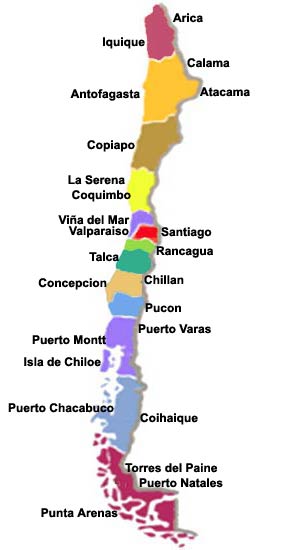 Arica
Iquique
Calama
Antofagasta
Atacama
Copiapo
La Serena
Coquimbo
Viña del Mar
Valparaiso
Santiago
Rancagua
Talca
Concepcion
Chillan
Pucon
Puerto Varas
Puerto Montt
Isla de Chiloe
Puerto Chacabuco
Coihaique
Torres del Paine
Puerto Natales
Punta Arenas